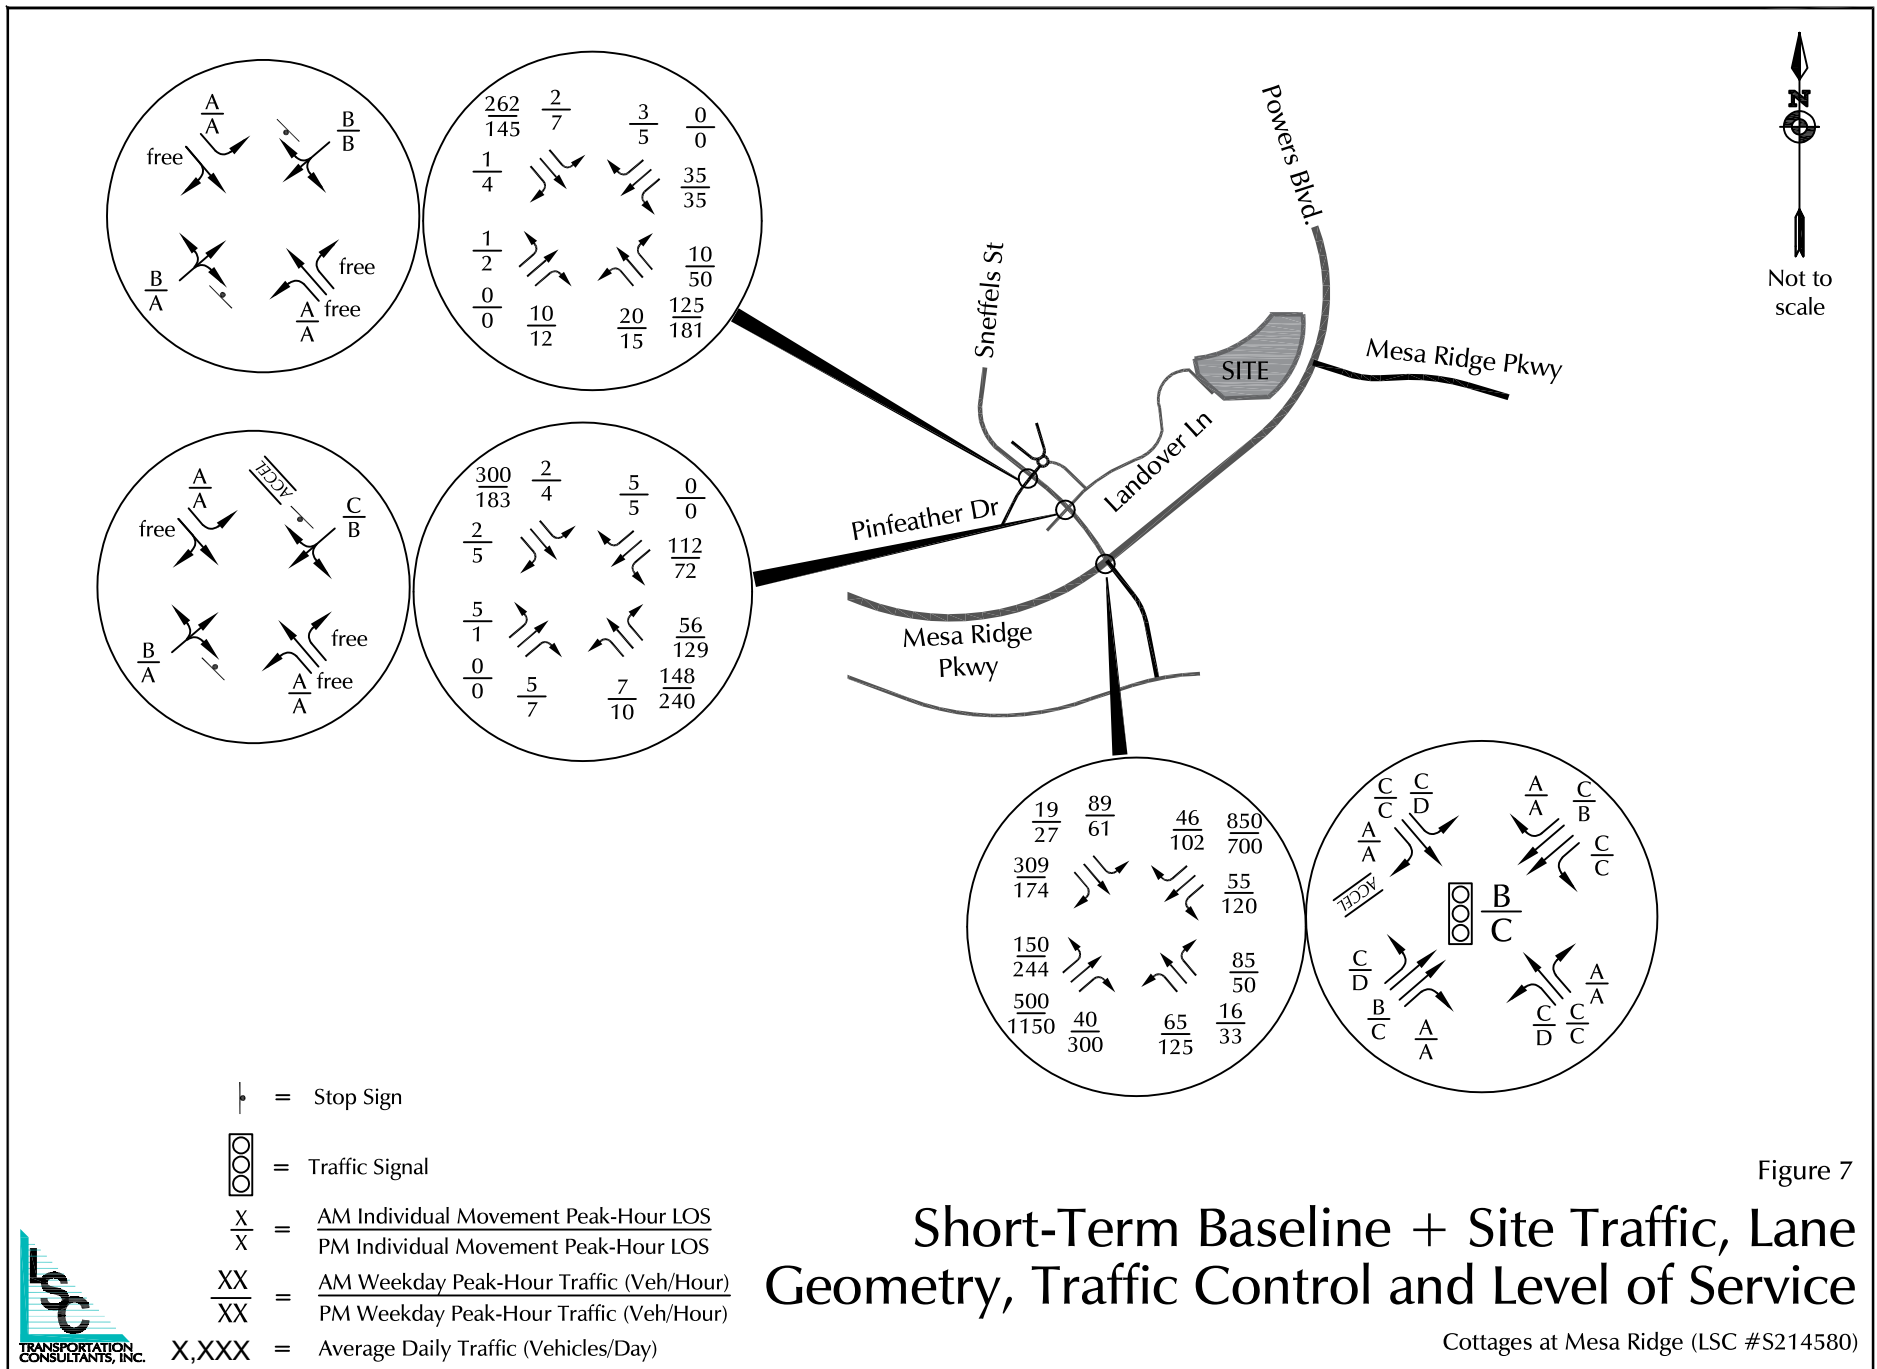 A
A
free
B
B
B
A
free
A
A
free
262
145
2
7
3
5
0
0
1
4
35
35
1
2
10
50
0
0
10
12
20
15
125
181
A
A
ACCEL
free
C
B
B
A
free
A
A
free
300
183
2
4
5
5
0
0
2
5
112
72
5
1
56
129
0
0
5
7
7
10
148
240
Powers Blvd.
N
Not to
scale
Sneffels St
SITE
Mesa Ridge Pkwy
Landover Ln
Pinfeather Dr
Mesa Ridge
Pkwy
19
27
89
61
46
102
850
700
309
174
55
120
150
244
85
50
500
1150
40
300
65
125
16
33
C
C
C
D
A
A
C
B
A
A
C
C
ACCEL
B
C
C
D
A
A
B
C
A
A
C
D
C
C
= Stop Sign
= Traffic Signal
X
X
=
AM Individual Movement Peak-Hour LOS
PM Individual Movement Peak-Hour LOS
XX
XX
=
AM Weekday Peak-Hour Traffic (Veh/Hour)
PM Weekday Peak-Hour Traffic (Veh/Hour)
X,XXX = Average Daily Traffic (Vehicles/Day)
LSC
TRANSPORTATION
CONSULTANTS, INC.
Figure 7
Short-Term Baseline + Site Traffic, Lane
Geometry, Traffic Control and Level of Service
Cottages at Mesa Ridge (LSC #S214580)